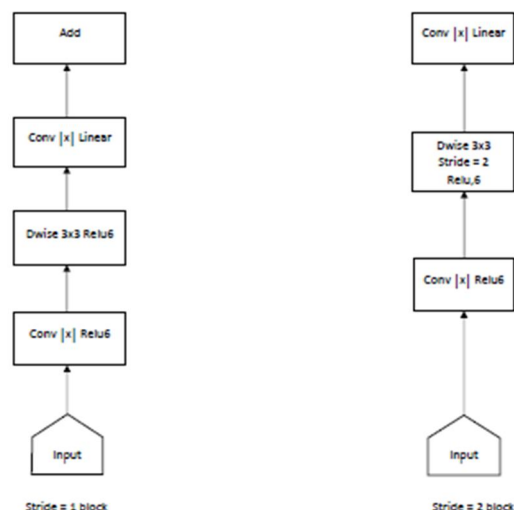 Add
Conv |x| Linear
Dwise 3x3 Relu6
Conv |x| Relu6
Input
Stride = 1 block
Conv |x| Linear
Dwise 3x3
Stride = 2
Relu,6
Conv |x| Relu6
Input
Stride = 2 block